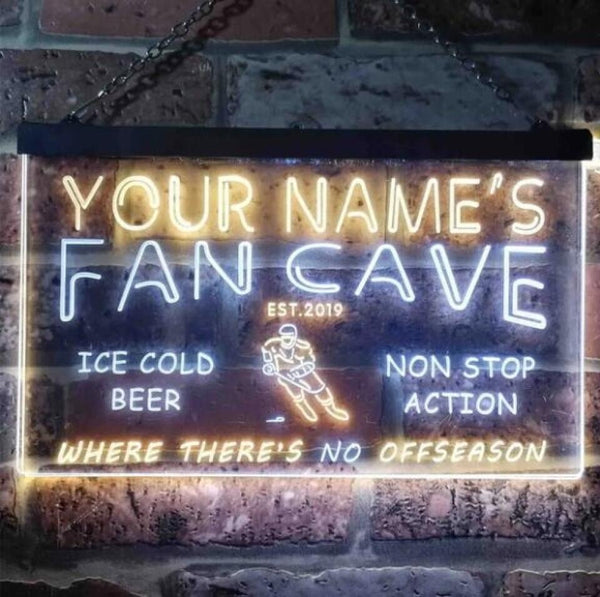 YOUR NAME'S
FAN CAVE
EST.2019
ICE COLD
BEER
NON STOP
ACTION
WHERE THERE'S NO OFFSEASON